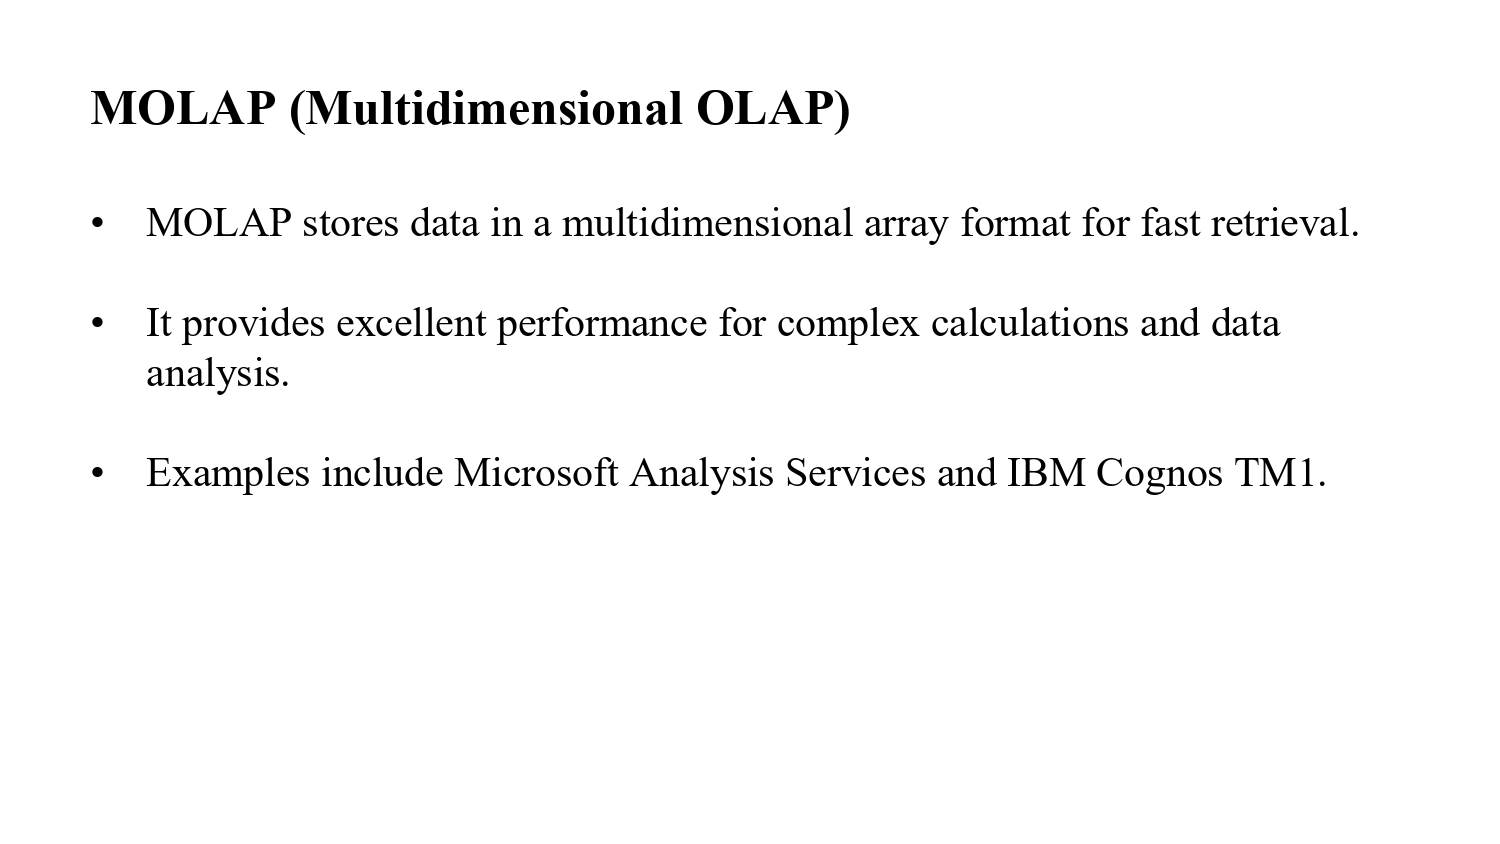 MOLAP (Multidimensional OLAP)
• MOLAP stores data in a multidimensional array format for fast retrieval.
• It provides excellent performance for complex calculations and data
analysis.
• Examples include Microsoft Analysis Services and IBM Cognos TM1.